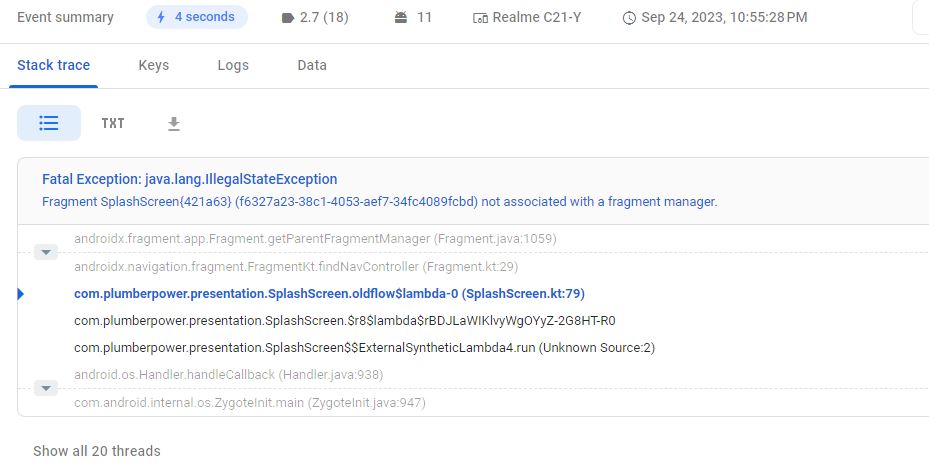 Event summary 4 seconds 2.7 (18) 11 Realme C21-Y Sep 24, 2023, 10:55:28 PM
Stack trace Keys Logs Data
TXT
Fatal Exception: java.lang.IllegalStateException
Fragment SplashScreen{421a63} (f6327a23-38c1-4053-aef7-34fc4089fcbd) not associated with a fragment manager.
androidx.fragment.app.Fragment.getParentFragmentManager (Fragment.java:1059)
androidx.navigation.fragment.FragmentKt.findNavController (Fragment.kt:29)
com.plumberpower.presentation.SplashScreen.oldflow$lambda-0 (SplashScreen.kt:79)
com.plumberpower.presentation.SplashScreen.$r8$lambda$rBDJLaWIKlvyWgOYyZ-2G8HT-R0
com.plumberpower.presentation.SplashScreen$$ExternalSyntheticLambda4.run (Unknown Source:2)
android.os.Handler.handleCallback (Handler.java:938)
com.android.internal.os.ZygoteInit.main (ZygoteInit.java:947)
Show all 20 threads